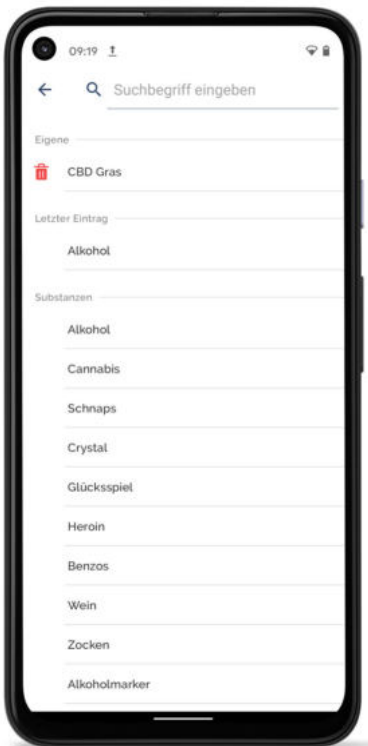 09:19
Suchbegriff eingeben
Eigene
CBD Gras
Letzter Eintrag
Alkohol
Substanzen
Alkohol
Cannabis
Schnaps
Crystal
Glücksspiel
Heroin
Benzos
Wein
Zocken
Alkoholmarker